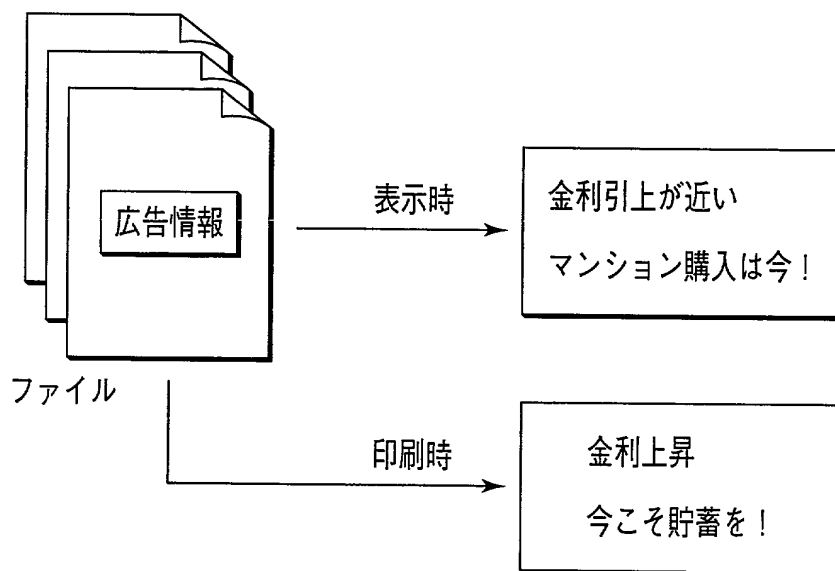 広告情報
ファイル
表示時
金利引上が近い
マンション購入は今！
印刷時
金利上昇
今こそ貯蓄を！